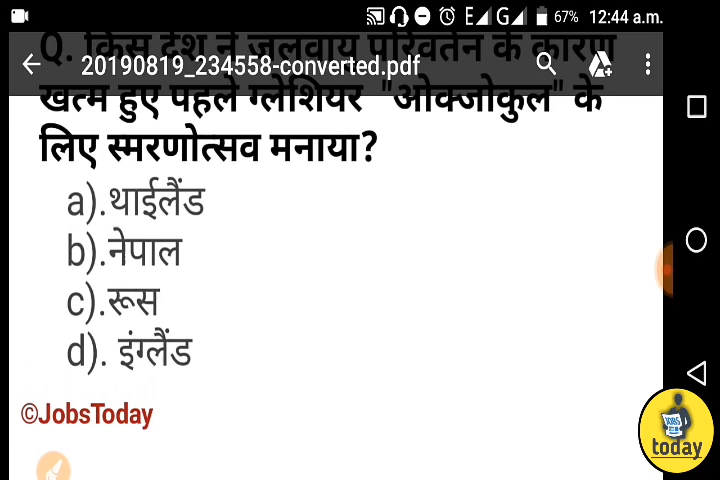 E G 67% 12:44 a.m.
Q. किस देश ने जलवायु परिवर्तन के कारण
20190819_234558-converted.pdf
खत्म हुए पहले ग्लेशियर "ओक्जोकुल" के
लिए स्मरणोत्सव मनाया?
a).थाईलैंड
b).नेपाल
c).रूस
d). इंग्लैंड
©JobsToday
JOBS
today